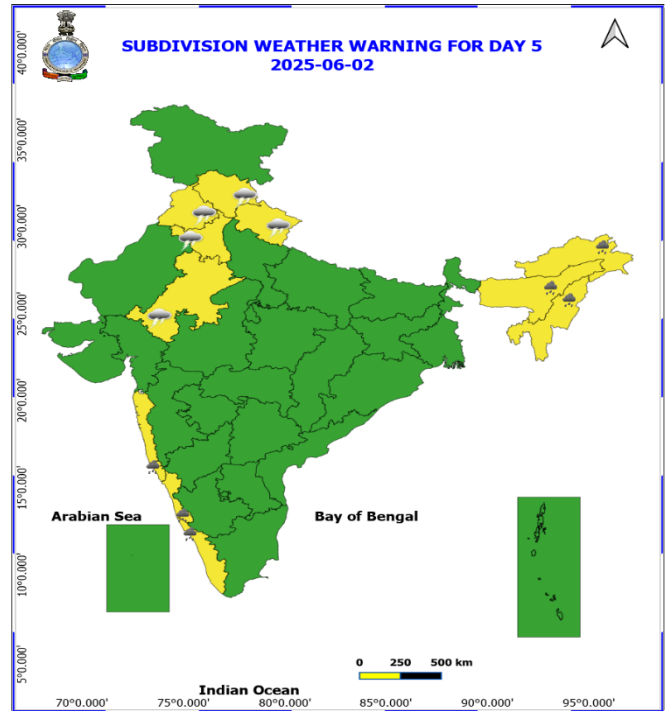 SUBDIVISION WEATHER WARNING FOR DAY 5
2025-06-02
40°0.000'
35°0.000'
30°0.000'
25°0.000'
20°0.000'
15°0.000'
10°0.000'
5°0.000'
Arabian Sea
Bay of Bengal
0 250 500 km
Indian Ocean
70°0.000' 75°0.000' 80°0.000' 85°0.000' 90°0.000' 95°0.000'